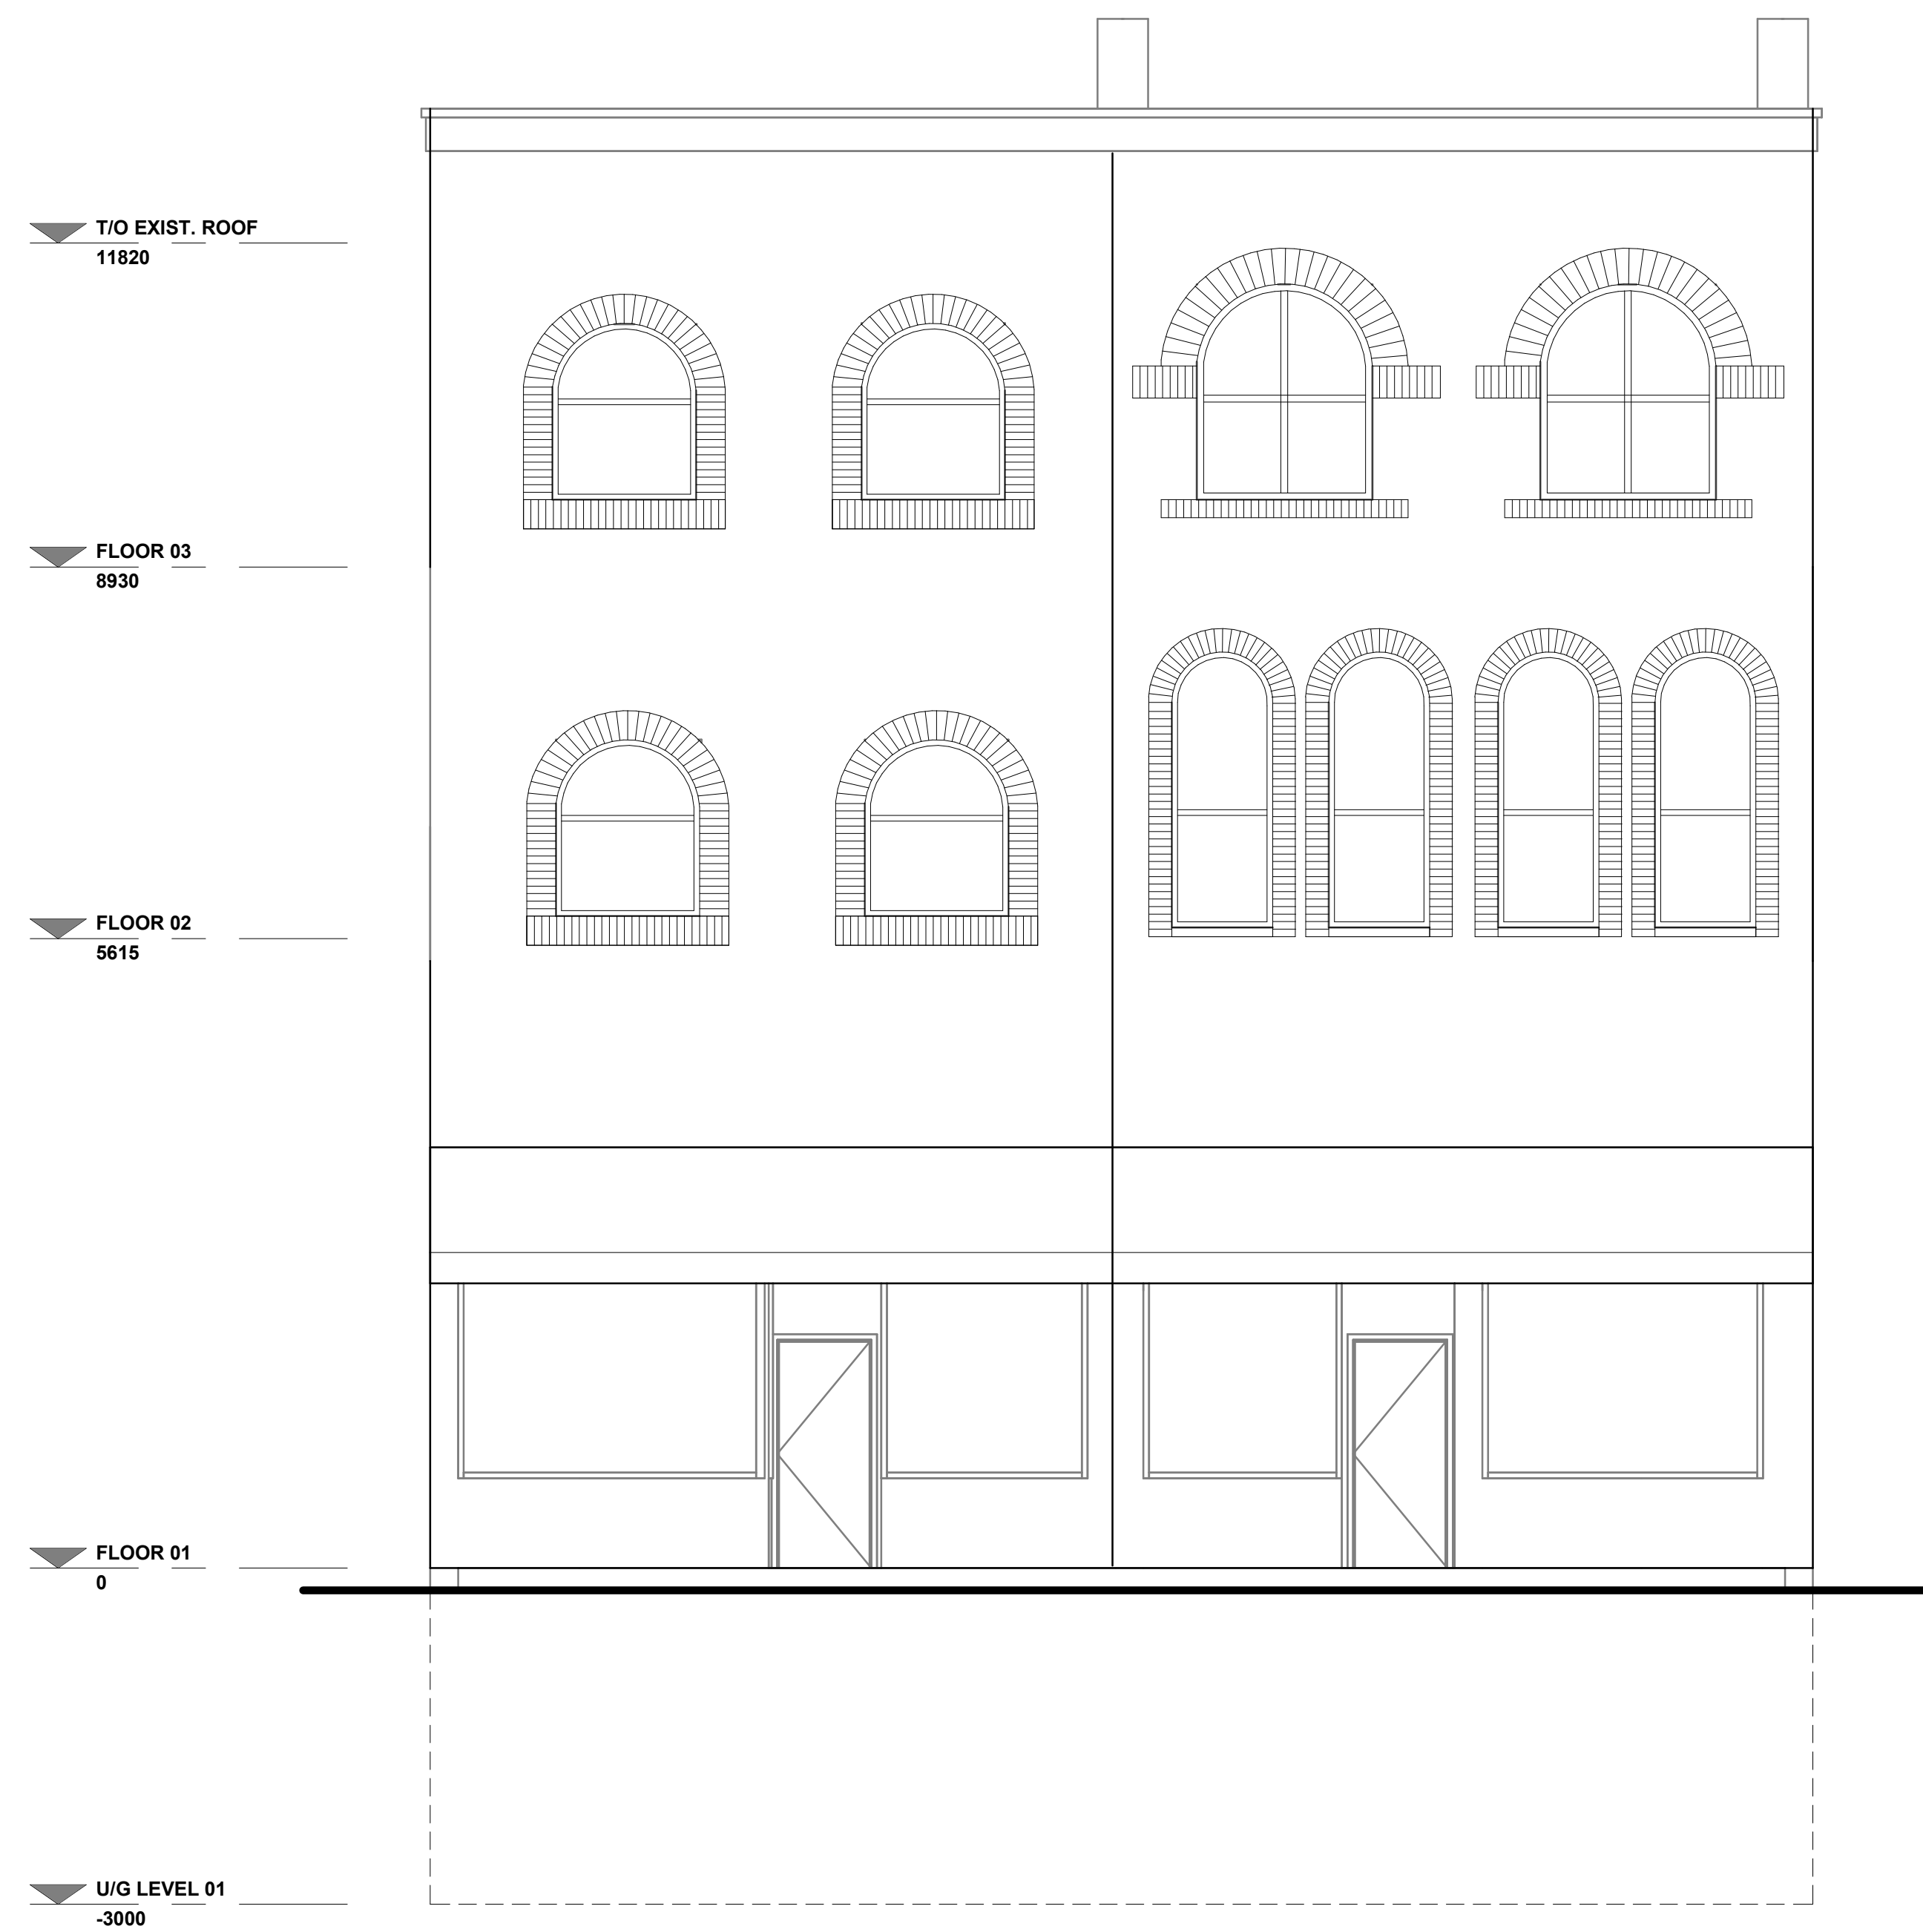 T/O EXIST. ROOF
11820
FLOOR 03
8930
FLOOR 02
5615
FLOOR 01
0
U/G LEVEL 01
-3000